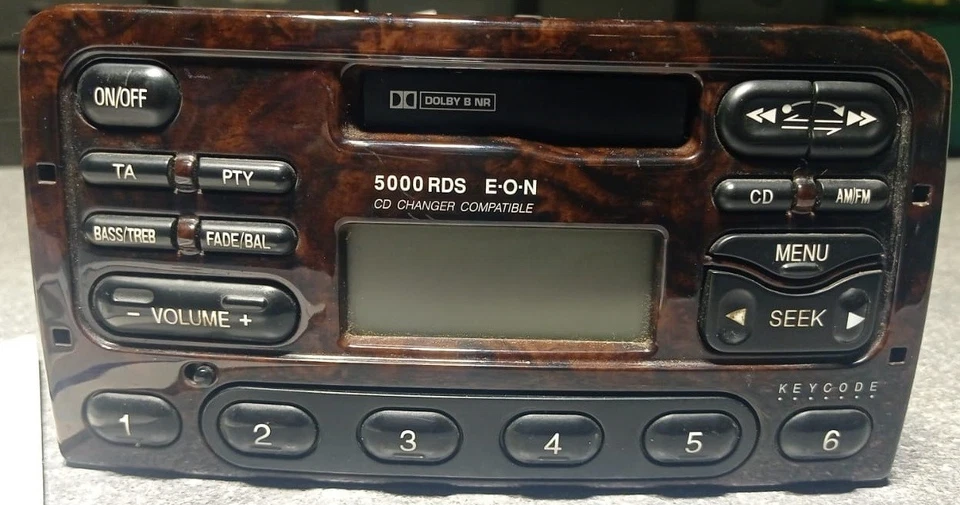 ON/OFF
DOLBY B NR
TA
PTY
5000 RDS E·O·N
CD CHANGER COMPATIBLE
CD
AM/FM
BASS/TREB
FADE/BAL
MENU
- VOLUME +
SEEK
KEYCODE
1
2
3
4
5
6